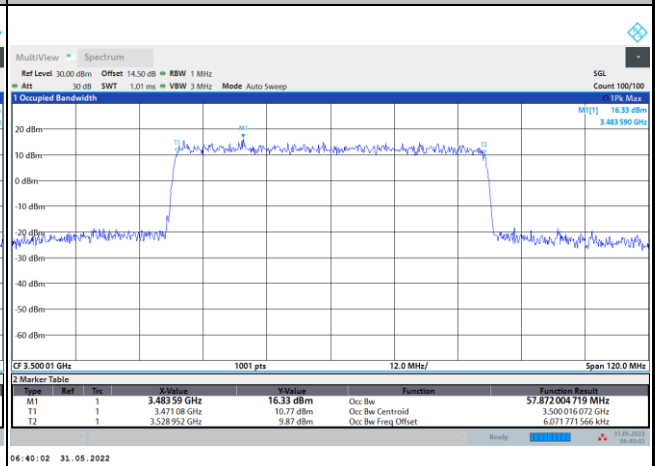 MultiView Spectrum
Ref Level 30.00 dBm Offset 14.50 dB RBW 1 MHz SGL
Att 30 dB SWT 1.01 ms VBW 3 MHz Mode Auto Sweep Count 100/100
1 Occupied Bandwidth 1Pk Max
M1[1] 16.33 dBm
3.483 590 GHz
20 dBm
M1
T1
T2
10 dBm
0 dBm
-10 dBm
-20 dBm
-30 dBm
-40 dBm
-50 dBm
-60 dBm
CF 3.500 01 GHz 1001 pts 12.0 MHz/ Span 120.0 MHz
2 Marker Table
Type Ref Trc X-Value Y-Value Function Function Result
M1 1 3.483 59 GHz 16.33 dBm Occ Bw 57.872 004 719 MHz
T1 1 3.471 08 GHz 10.77 dBm Occ Bw Centroid 3.500 016 072 GHz
T2 1 3.528 952 GHz 9.87 dBm Occ Bw Freq Offset 6.071 771 566 kHz
Ready 31.05.2022
06:40:02
06:40:02 31.05.2022